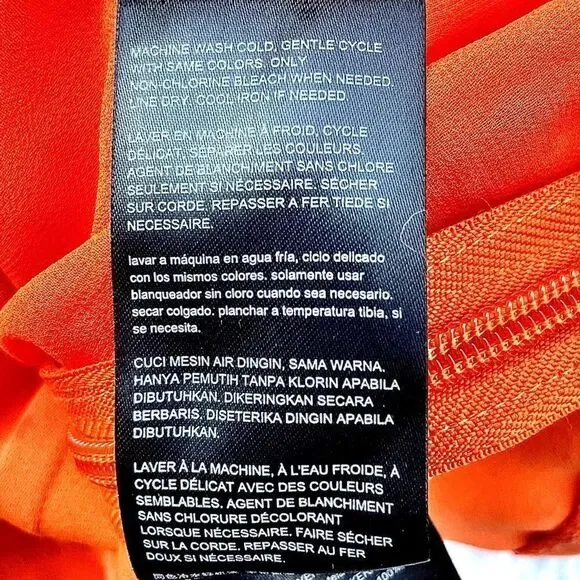 MACHINE WASH COLD, GENTLE CYCLE
WITH SAME COLORS. ONLY
NON-CHLORINE BLEACH WHEN NEEDED.
LINE DRY. COOL IRON IF NEEDED.
LAVER EN MACHINE À FROID, CYCLE
DÉLICAT, SÉPARER LES COULEURS.
AGENT DE BLANCHIMENT SANS CHLORE
SEULEMENT SI NÉCESSAIRE. SÉCHER
SUR CORDE. REPASSER A FER TIEDE SI
NECESSAIRE.
lavar a máquina en agua fría, ciclo delicado
con los mismos colores. solamente usar
blanqueador sin cloro cuando sea necesario.
secar colgado. planchar a temperatura tibia, si
se necesita.
CUCI MESIN AIR DINGIN, SAMA WARNA.
HANYA PEMUTIH TANPA KLORIN APABILA
DIBUTUHKAN. DIKERINGKAN SECARA
BERBARIS. DISETERIKA DINGIN APABILA
DIBUTUHKAN.
LAVER À LA MACHINE, À L'EAU FROIDE, À
CYCLE DÉLICAT AVEC DES COULEURS
SEMBLABLES. AGENT DE BLANCHIMENT
SANS CHLORURE DÉCOLORANT
LORSQUE NÉCESSAIRE. FAIRE SÉCHER
SUR LA CORDE. REPASSER AU FER
DOUX SI NÉCESSAIRE.